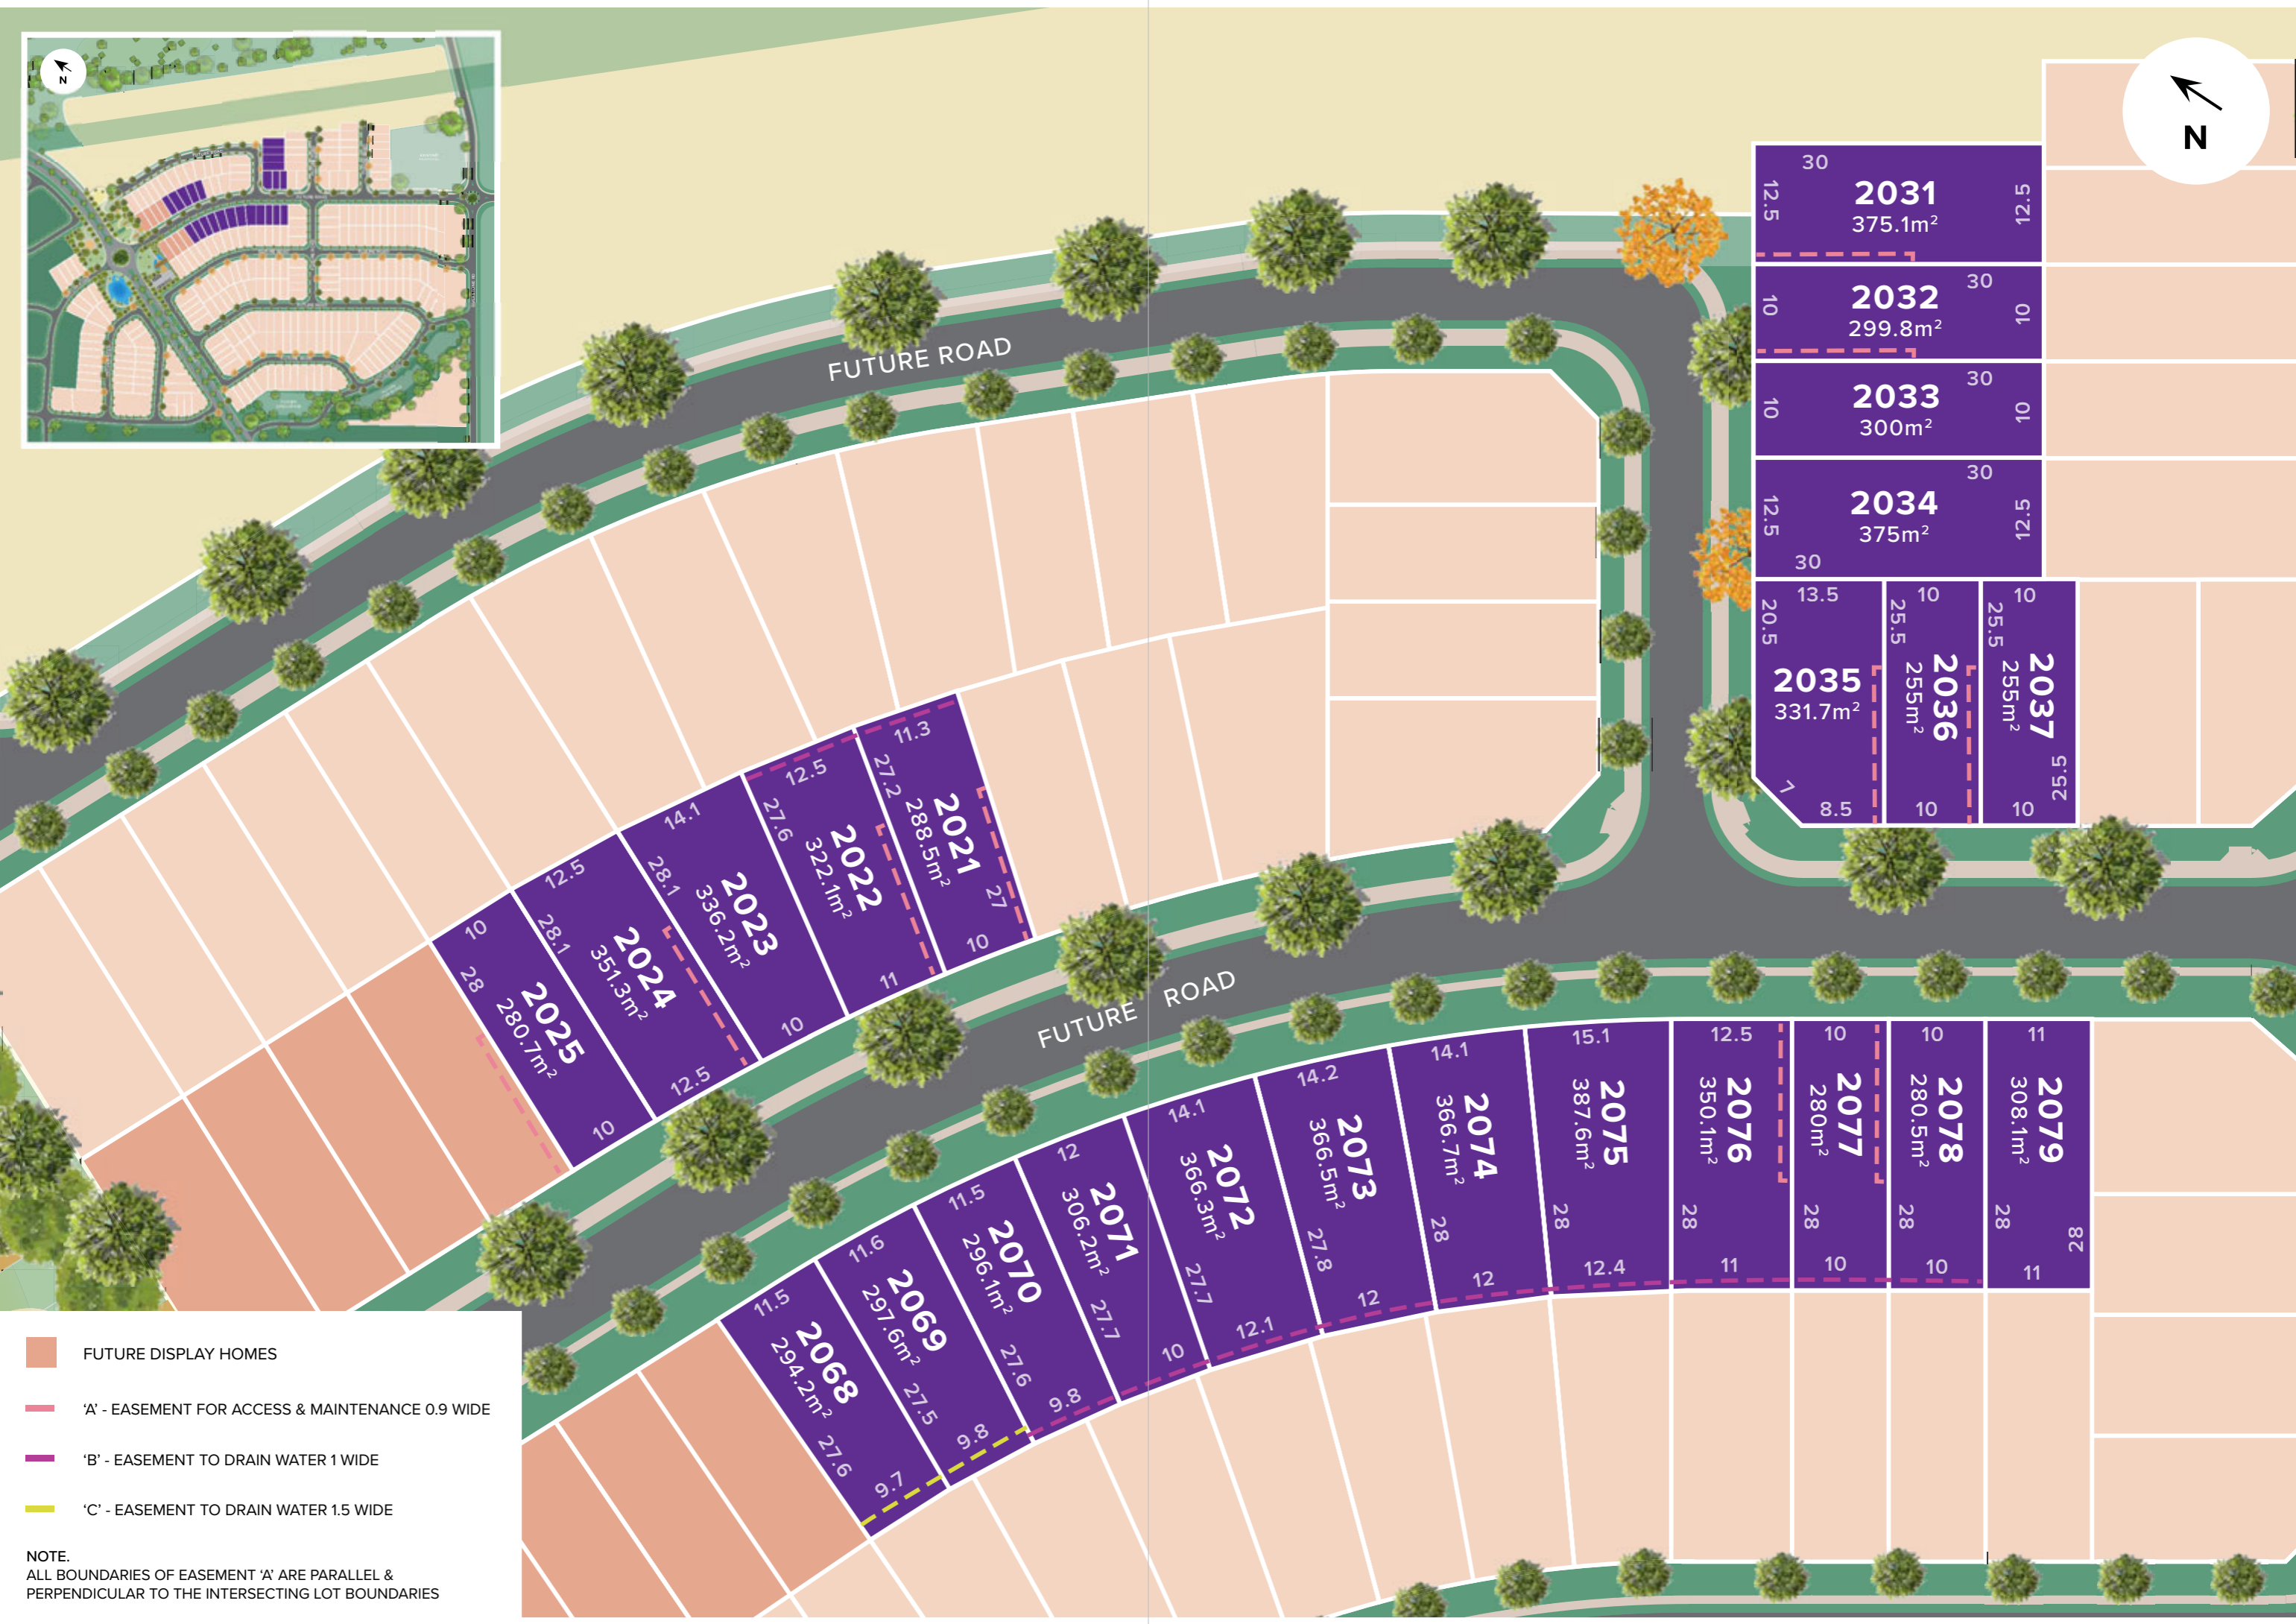 N
N
FUTURE ROAD
30
12.5
2031
375.1m²
12.5
30
10
2032
299.8m²
10
30
10
2033
300m²
10
30
12.5
2034
375m²
12.5
30
13.5
20.5
2035
331.7m²
7
8.5
10
25.5
2036
255m²
10
10
25.5
2037
255m²
25.5
10
11.3
27.2
2021
288.5m²
27
10
12.5
27.6
2022
322.1m²
11
14.1
28.1
2023
336.2m²
10
12.5
28.1
2024
351.3m²
12.5
10
28
2025
280.7m²
10
FUTURE ROAD
11.5
2068
294.2m²
27.6
9.7
11.6
2069
297.6m²
27.5
9.8
11.5
2070
296.1m²
27.6
9.8
12
2071
306.2m²
27.7
10
14.1
2072
366.3m²
27.7
12.1
14.2
2073
366.5m²
27.8
12
14.1
2074
366.7m²
28
12
15.1
2075
387.6m²
28
12.4
12.5
2076
350.1m²
28
11
10
2077
280m²
28
10
10
2078
280.5m²
28
10
11
2079
308.1m²
28
28
11
FUTURE DISPLAY HOMES
'A' - EASEMENT FOR ACCESS & MAINTENANCE 0.9 WIDE
'B' - EASEMENT TO DRAIN WATER 1 WIDE
'C' - EASEMENT TO DRAIN WATER 1.5 WIDE
NOTE.
ALL BOUNDARIES OF EASEMENT 'A' ARE PARALLEL &
PERPENDICULAR TO THE INTERSECTING LOT BOUNDARIES